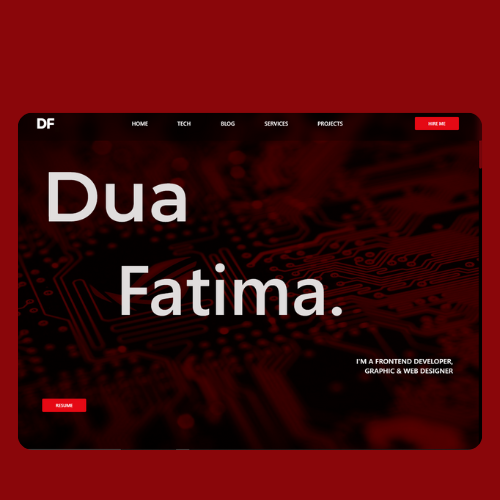 DF
HOME TECH BLOG SERVICES PROJECTS HIRE ME
Dua
Fatima.
I'M A FRONTEND DEVELOPER,
GRAPHIC & WEB DESIGNER
RESUME